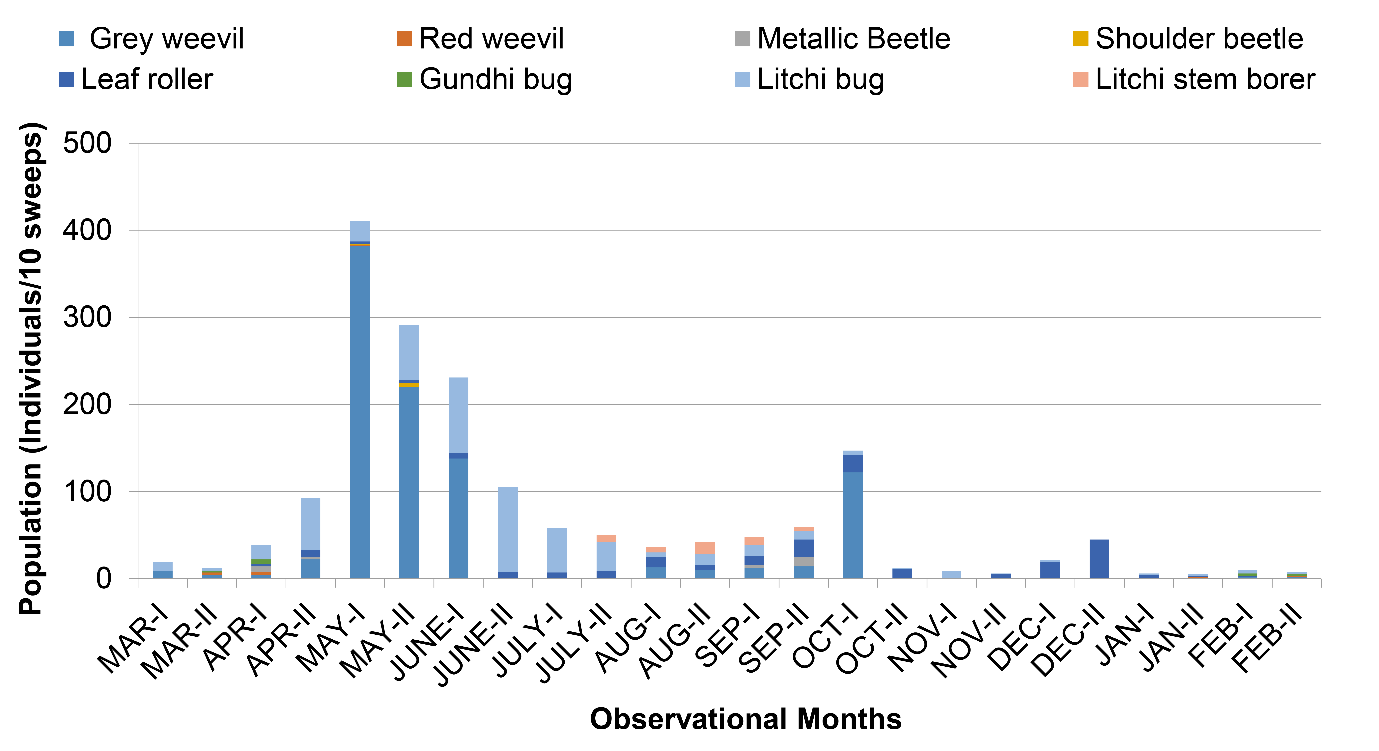 Grey weevil Red weevil Metallic Beetle Shoulder beetle
Leaf roller Gundhi bug Litchi bug Litchi stem borer
Population (Individuals/10 sweeps)
500
400
300
200
100
0
MAR-I MAR-II APR-I APR-II MAY-I MAY-II JUNE-I JUNE-II JULY-I JULY-II AUG-I AUG-II SEP-I SEP-II OCT-I OCT-II NOV-I NOV-II DEC-I DEC-II JAN-I JAN-II FEB-I FEB-II
Observational Months